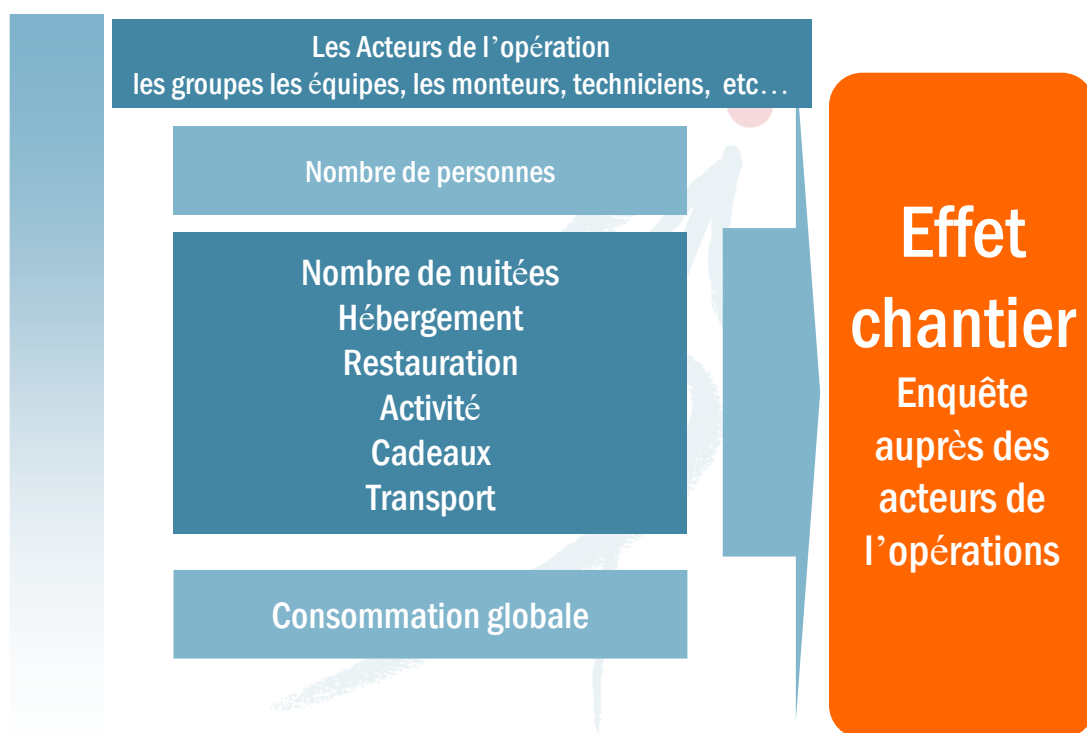 Les Acteurs de l’opération
les groupes les équipes, les monteurs, techniciens, etc…
Nombre de personnes
Nombre de nuitées
Hébergement
Restauration
Activité
Cadeaux
Transport
Consommation globale
Effet
chantier
Enquête
auprès des
acteurs de
l’opérations